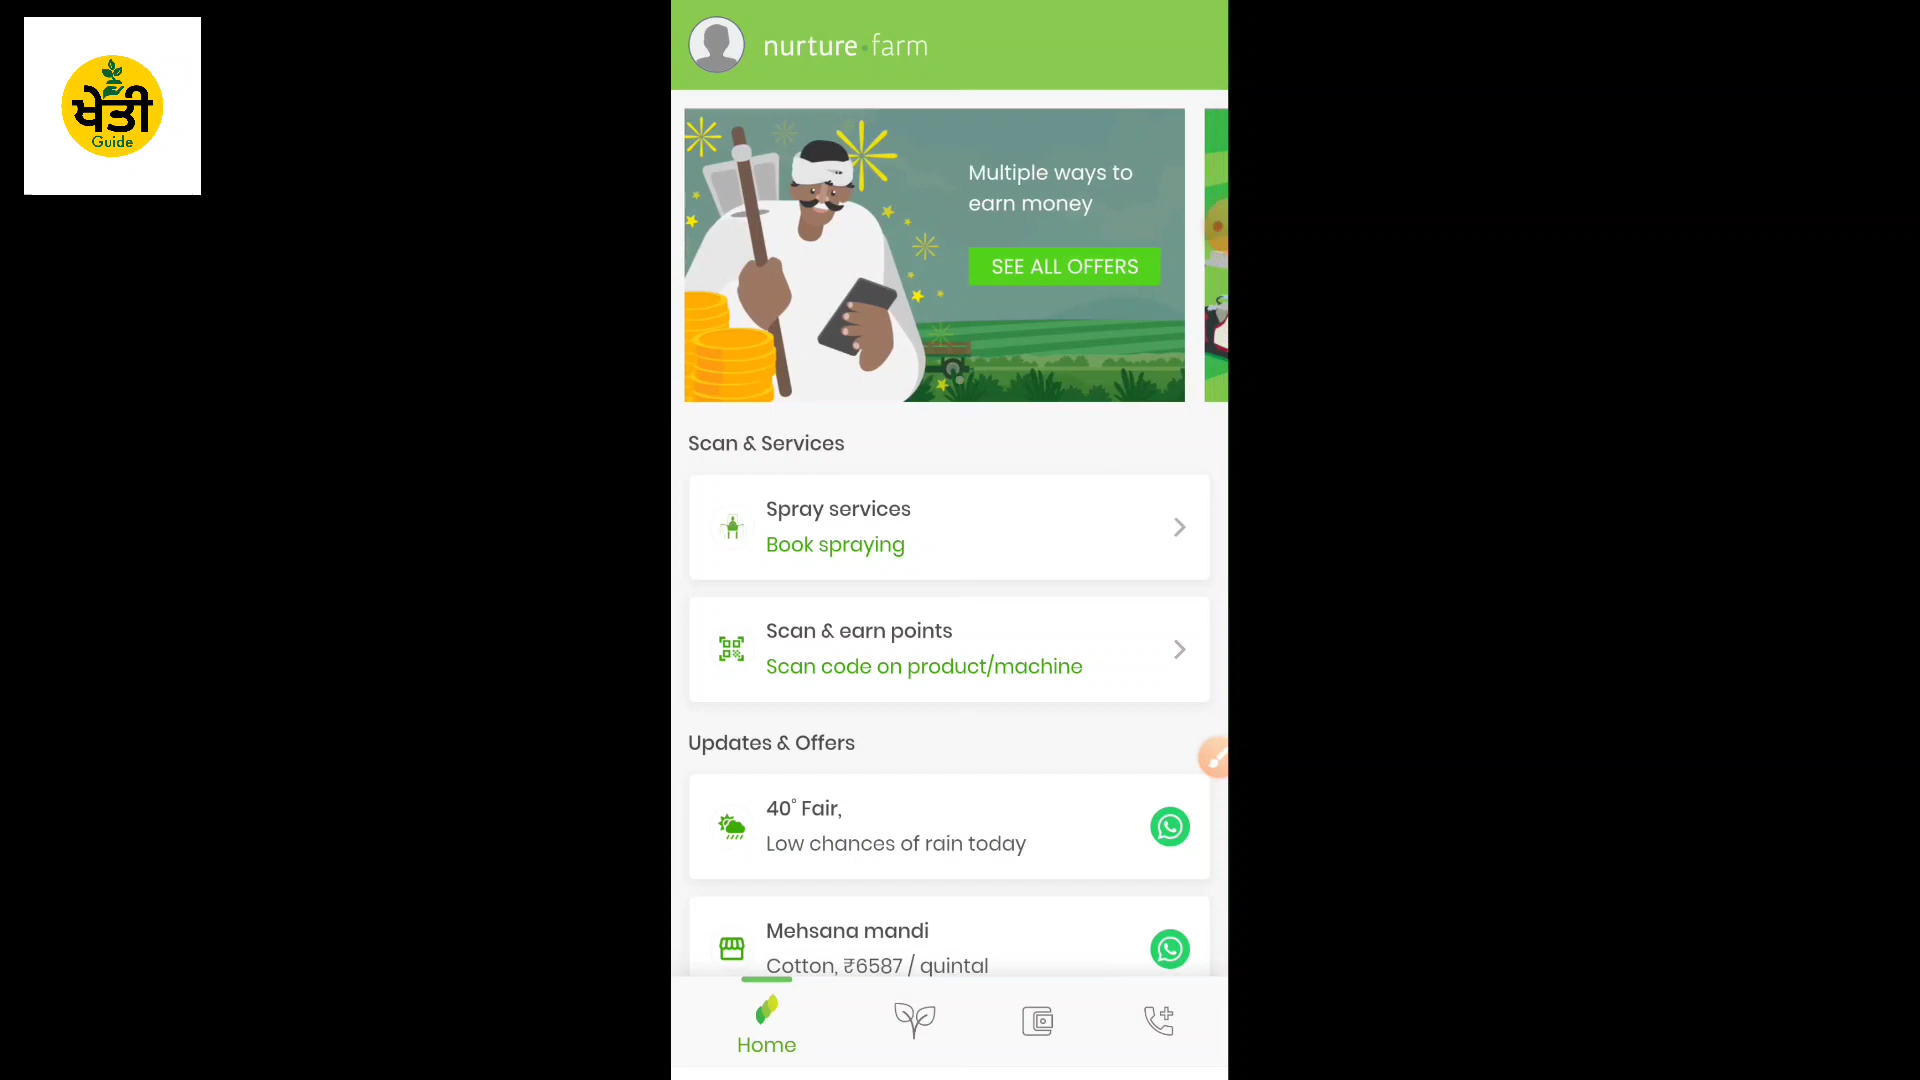 ਖੇਤੀ
Guide
nurture.farm
Multiple ways to
earn money
SEE ALL OFFERS
Scan & Services
Spray services
Book spraying
Scan & earn points
Scan code on product/machine
Updates & Offers
40° Fair,
Low chances of rain today
Mehsana mandi
Cotton, ₹6587 / quintal
Home